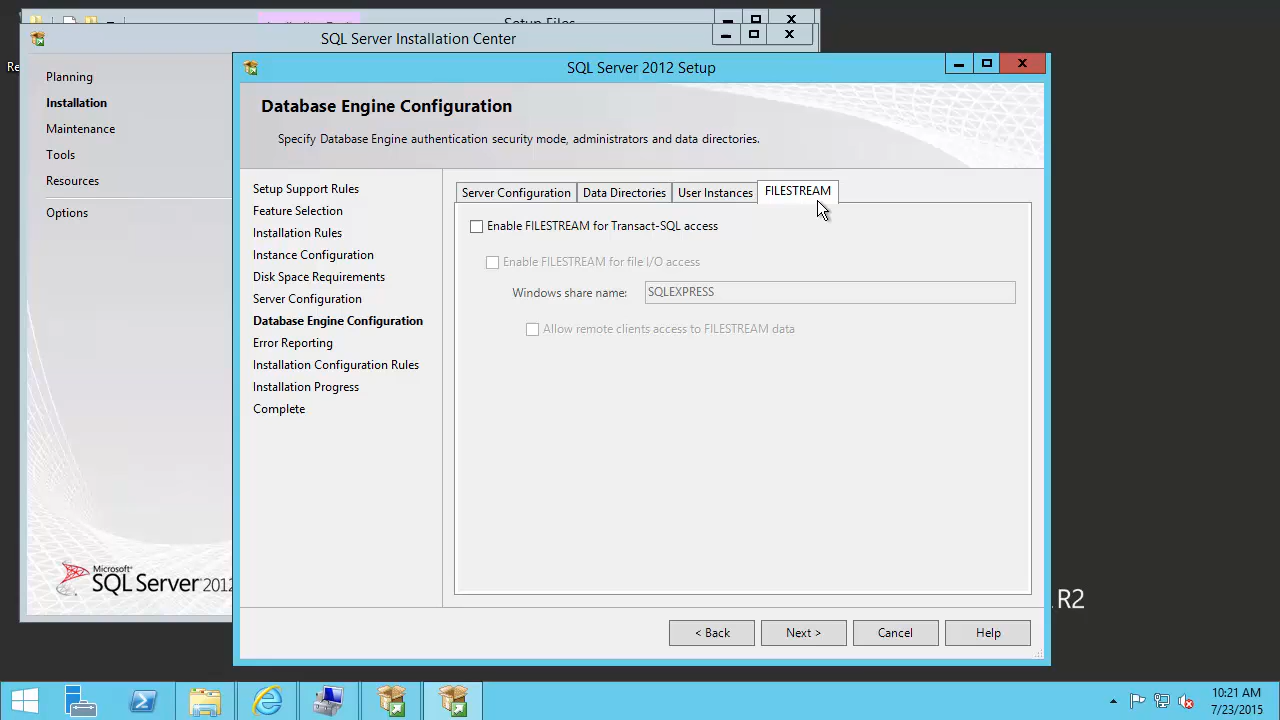 SQL Server Installation Center
SQL Server 2012 Setup
Planning
Installation
Maintenance
Tools
Resources
Options
Microsoft®
SQL Server 2012
Database Engine Configuration
Specify Database Engine authentication security mode, administrators and data directories.
Setup Support Rules
Feature Selection
Installation Rules
Instance Configuration
Disk Space Requirements
Server Configuration
Database Engine Configuration
Error Reporting
Installation Configuration Rules
Installation Progress
Complete
Server Configuration
Data Directories
User Instances
FILESTREAM
Enable FILESTREAM for Transact-SQL access
Enable FILESTREAM for file I/O access
Windows share name:
SQLEXPRESS
Allow remote clients access to FILESTREAM data
< Back
Next >
Cancel
Help
R2
10:21 AM
7/23/2015